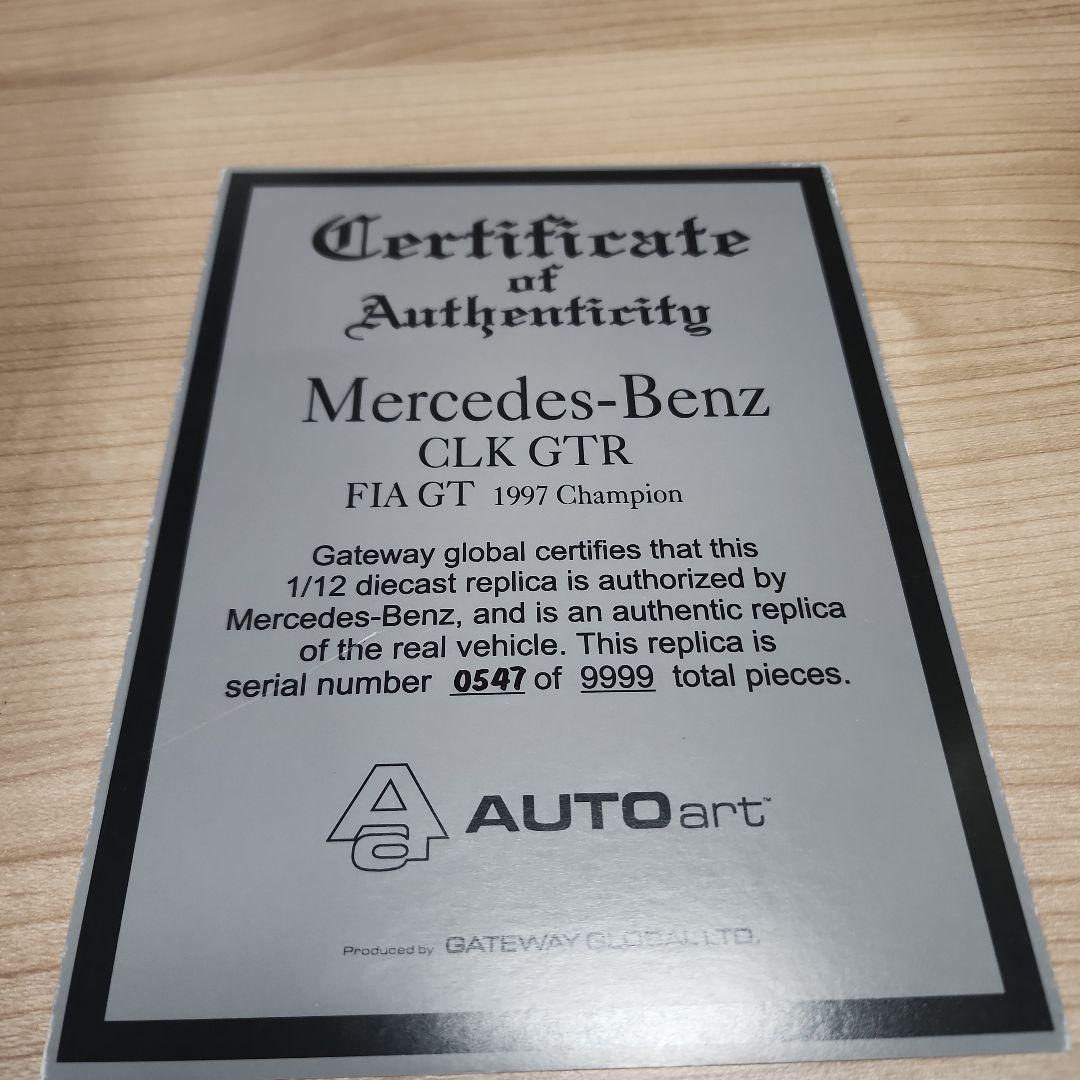 Certificate
of
Authenticity
Mercedes-Benz
CLK GTR
FIA GT 1997 Champion
Gateway global certifies that this
1/12 diecast replica is authorized by
Mercedes-Benz, and is an authentic replica
of the real vehicle. This replica is
serial number 0547 of 9999 total pieces.
Aa
AUTOart™
Produced by GATEWAY GLOBAL LTD.